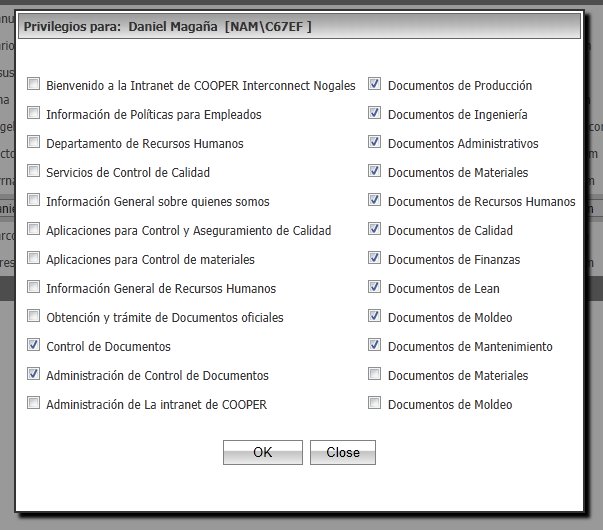 Privilegios para: Daniel Magaña [NAM\C67EF ]
Bienvenido a la Intranet de COOPER Interconnect Nogales
Información de Políticas para Empleados
Departamento de Recursos Humanos
Servicios de Control de Calidad
Información General sobre quienes somos
Aplicaciones para Control y Aseguramiento de Calidad
Aplicaciones para Control de materiales
Información General de Recursos Humanos
Obtención y trámite de Documentos oficiales
Control de Documentos
Administración de Control de Documentos
Administración de La intranet de COOPER
Documentos de Producción
Documentos de Ingeniería
Documentos Administrativos
Documentos de Materiales
Documentos de Recursos Humanos
Documentos de Calidad
Documentos de Finanzas
Documentos de Lean
Documentos de Moldeo
Documentos de Mantenimiento
Documentos de Materiales
Documentos de Moldeo
OK Close